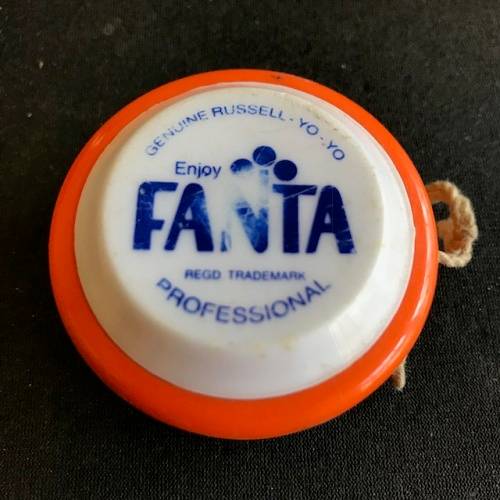 GENUINE RUSSELL - YO - YO
Enjoy
FANTA
REGD TRADEMARK
PROFESSIONAL